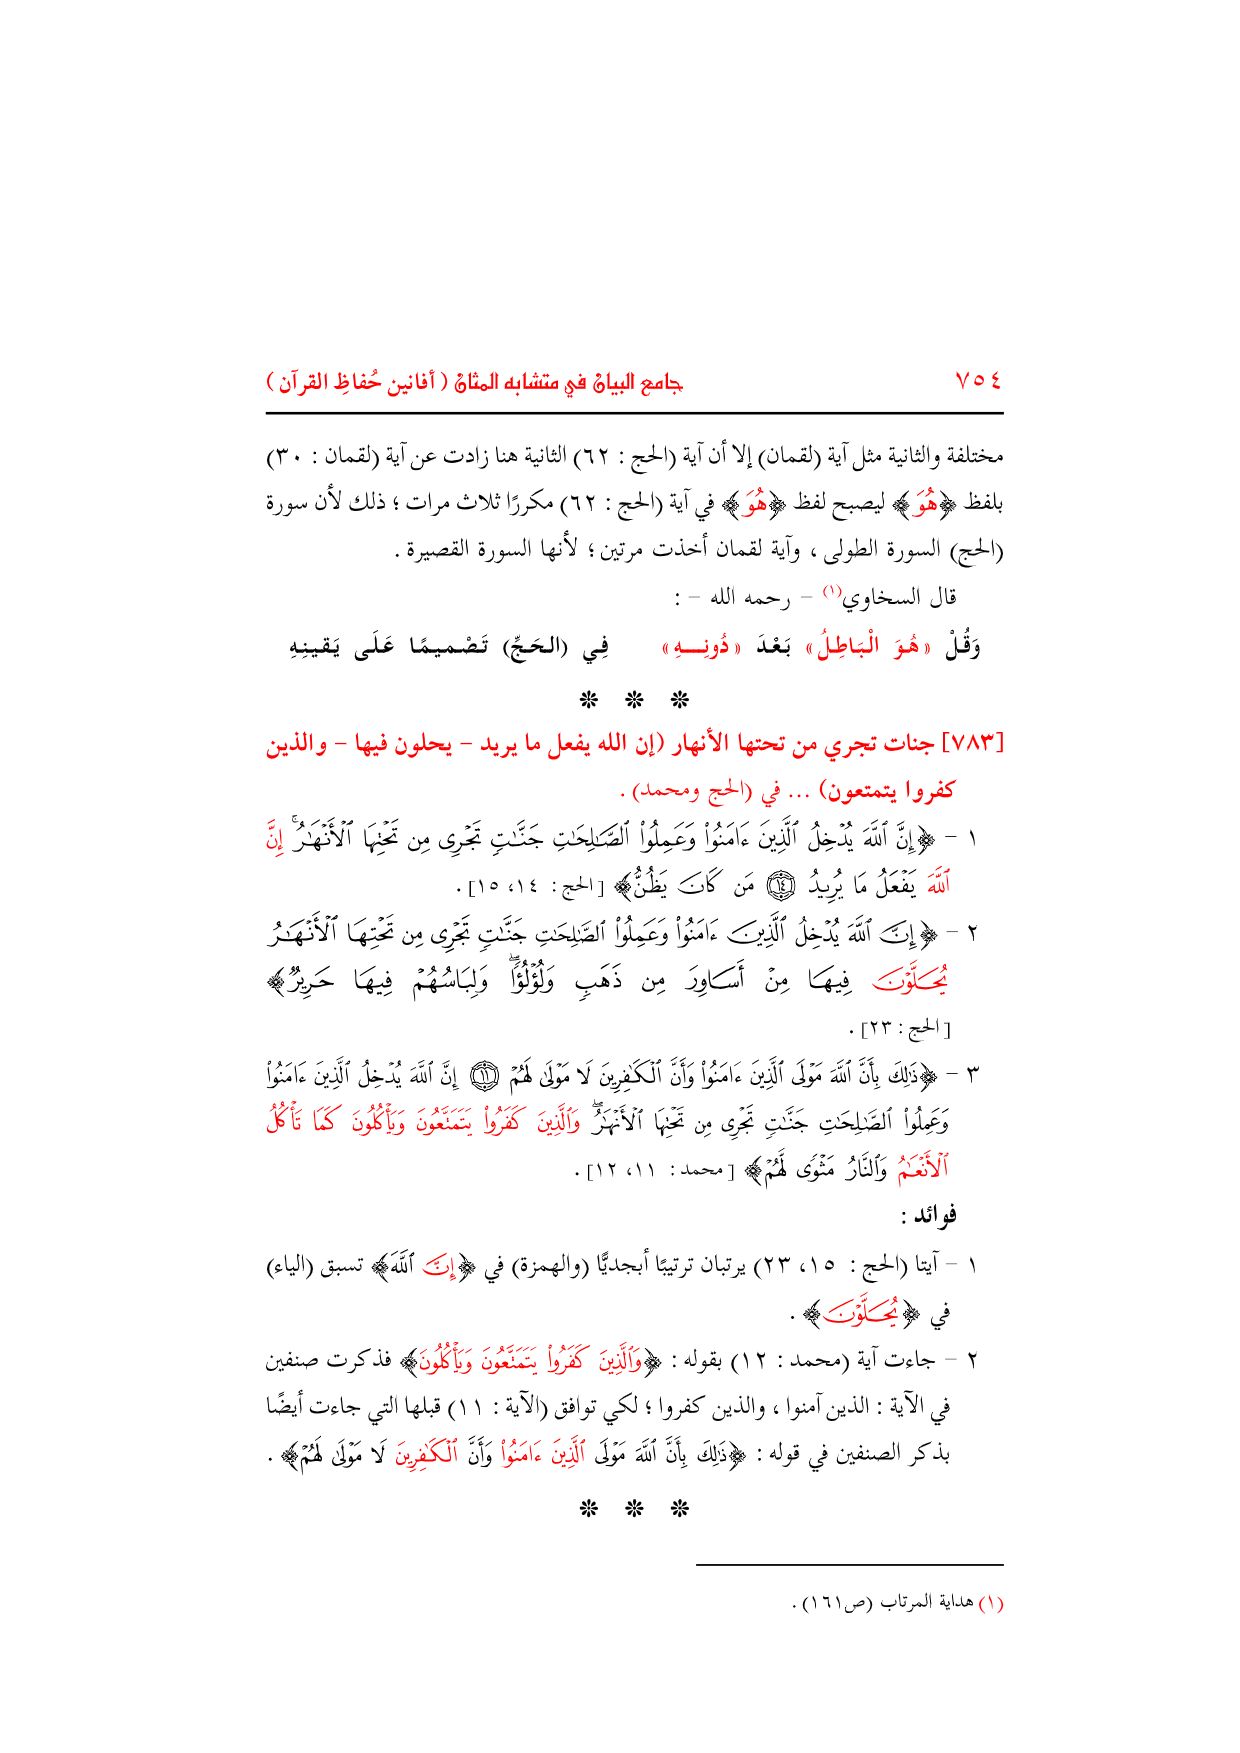 ٧٥٤ جامع البيان في متشابه المثان ( أفانين حُفاظِ القرآن )
مختلفة والثانية مثل آية (لقمان) إلا أن آية (الحج : ٦٢) الثانية هنا زادت عن آية (لقمان : ٣٠)
بلفظ ﴿هُوَ﴾ ليصبح لفظ ﴿هُوَ﴾ في آية (الحج : ٦٢) مكررًا ثلاث مرات ؛ ذلك لأن سورة
(الحج) السورة الطولى ، وآية لقمان أخذت مرتين ؛ لأنها السورة القصيرة .
قال السخاوي(١) – رحمه الله – :
وَقُلْ «هُوَ الْبَاطِلُ» بَعْدَ «دُونِـــهِ» فِي (الحَجِّ) تَصْميمًا عَلَى يَقينِهِ
❊ ❊ ❊
[٧٨٣] جنات تجري من تحتها الأنهار (إن الله يفعل ما يريد – يحلون فيها – والذين
كفروا يتمتعون) ... في (الحج ومحمد) .
١ – ﴿إِنَّ ٱللَّهَ يُدْخِلُ ٱلَّذِينَ ءَامَنُوا۟ وَعَمِلُوا۟ ٱلصَّـٰلِحَـٰتِ جَنَّـٰتٍ تَجْرِى مِن تَحْتِهَا ٱلْأَنْهَـٰرُ ۚ إِنَّ
ٱللَّهَ يَفْعَلُ مَا يُرِيدُ ۝١٤ مَن كَانَ يَظُنُّ﴾ [الحج : ١٤، ١٥] .
٢ – ﴿إِنَّ ٱللَّهَ يُدْخِلُ ٱلَّذِينَ ءَامَنُوا۟ وَعَمِلُوا۟ ٱلصَّـٰلِحَـٰتِ جَنَّـٰتٍ تَجْرِى مِن تَحْتِهَا ٱلْأَنْهَـٰرُ
يُحَلَّوْنَ فِيهَا مِنْ أَسَاوِرَ مِن ذَهَبٍ وَلُؤْلُؤًا ۖ وَلِبَاسُهُمْ فِيهَا حَرِيرٌ﴾
[الحج : ٢٣] .
٣ – ﴿ذَٰلِكَ بِأَنَّ ٱللَّهَ مَوْلَى ٱلَّذِينَ ءَامَنُوا۟ وَأَنَّ ٱلْكَـٰفِرِينَ لَا مَوْلَىٰ لَهُمْ ۝١١ إِنَّ ٱللَّهَ يُدْخِلُ ٱلَّذِينَ ءَامَنُوا۟
وَعَمِلُوا۟ ٱلصَّـٰلِحَـٰتِ جَنَّـٰتٍ تَجْرِى مِن تَحْتِهَا ٱلْأَنْهَـٰرُ ۖ وَٱلَّذِينَ كَفَرُوا۟ يَتَمَتَّعُونَ وَيَأْكُلُونَ كَمَا تَأْكُلُ
ٱلْأَنْعَـٰمُ وَٱلنَّارُ مَثْوًى لَّهُمْ﴾ [محمد : ١١، ١٢] .
فوائد :
١ – آيتا (الحج : ١٥، ٢٣) يرتبان ترتيبًا أبجديًّا (والهمزة) في ﴿إِنَّ ٱللَّهَ﴾ تسبق (الياء)
في ﴿يُحَلَّوْنَ﴾ .
٢ – جاءت آية (محمد : ١٢) بقوله : ﴿وَٱلَّذِينَ كَفَرُوا۟ يَتَمَتَّعُونَ وَيَأْكُلُونَ﴾ فذكرت صنفين
في الآية : الذين آمنوا ، والذين كفروا ؛ لكي توافق (الآية : ١١) قبلها التي جاءت أيضًا
بذكر الصنفين في قوله : ﴿ذَٰلِكَ بِأَنَّ ٱللَّهَ مَوْلَى ٱلَّذِينَ ءَامَنُوا۟ وَأَنَّ ٱلْكَـٰفِرِينَ لَا مَوْلَىٰ لَهُمْ﴾ .
❊ ❊ ❊
(١) هداية المرتاب (ص١٦١) .